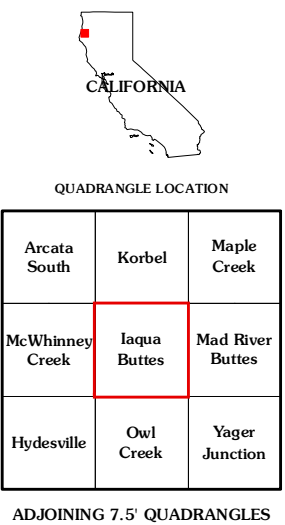 CALIFORNIA
QUADRANGLE LOCATION
Arcata
South
Korbel
Maple
Creek
McWhinney
Creek
Iaqua
Buttes
Mad River
Buttes
Hydesville
Owl
Creek
Yager
Junction
ADJOINING 7.5' QUADRANGLES